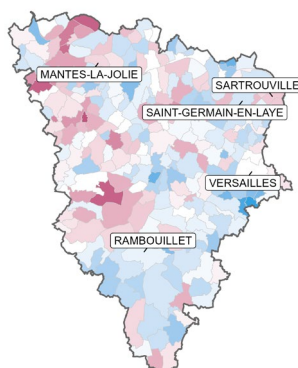 MANTES-LA-JOLIE
SARTROUVILLE
SAINT-GERMAIN-EN-LAYE
VERSAILLES
RAMBOUILLET